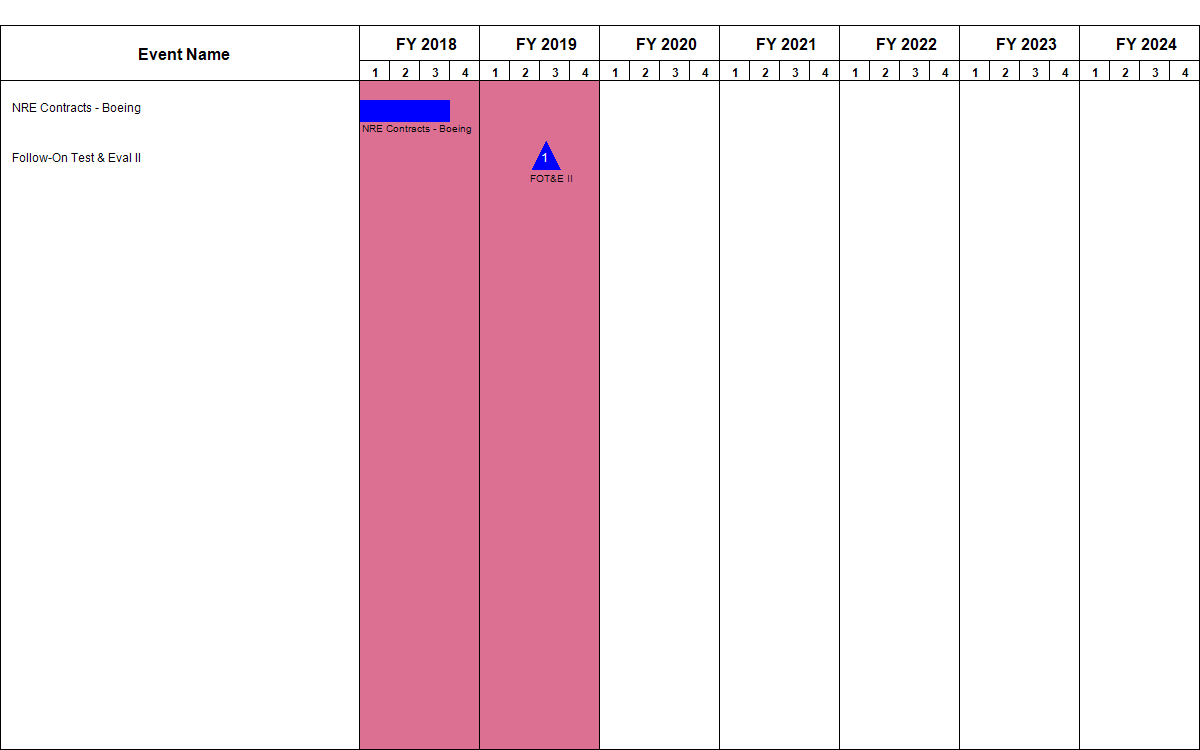 Event Name
FY 2018 FY 2019 FY 2020 FY 2021 FY 2022 FY 2023 FY 2024
1 2 3 4 1 2 3 4 1 2 3 4 1 2 3 4 1 2 3 4 1 2 3 4 1 2 3 4
NRE Contracts - Boeing
NRE Contracts - Boeing
Follow-On Test & Eval II
1
FOT&E II